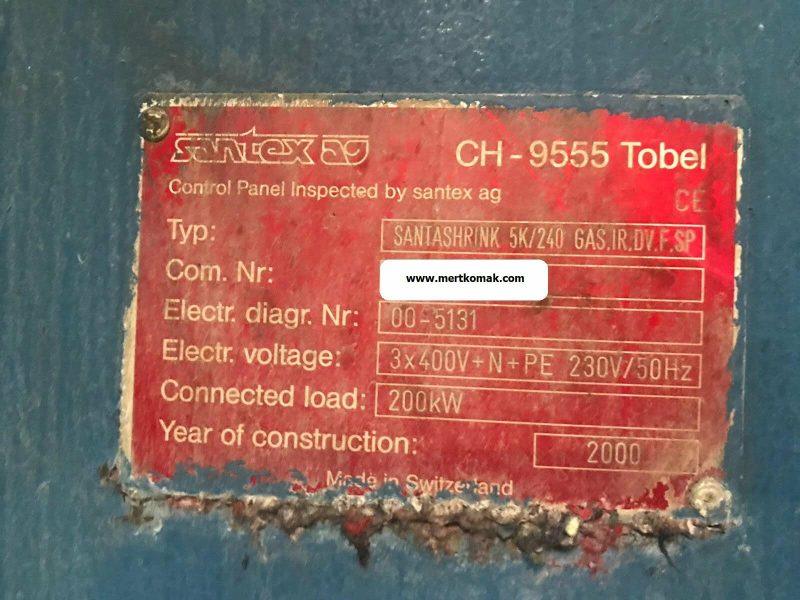 santex ag CH-9555 Tobel
Control Panel Inspected by santex ag CE
Typ: SANTASHRINK 5K/240 GAS.IR.DV.F.SP
Com. Nr: www.mertkomak.com
Electr. diagr. Nr: 00-5131
Electr. voltage: 3x400V+N+PE 230V/50Hz
Connected load: 200kW
Year of construction: 2000
Made in Switzerland